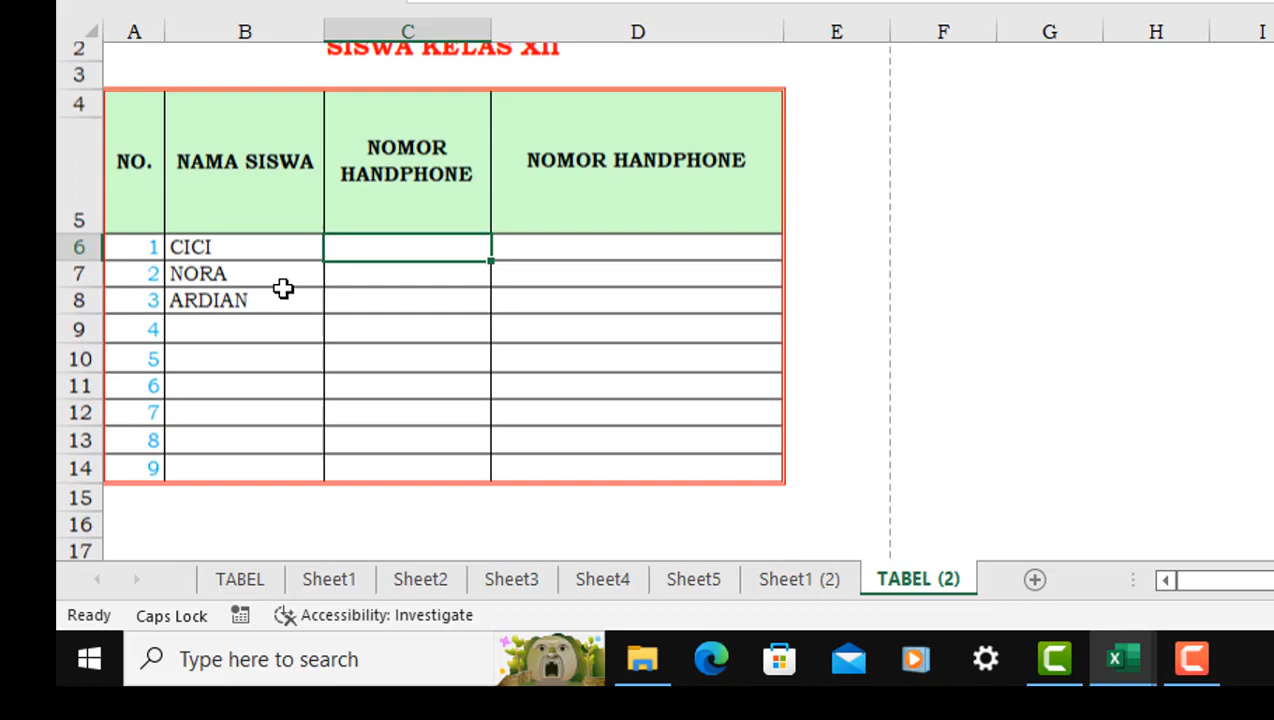 A B C D E F G H I
2 SISWA KELAS XII
3
4
5 NO. NAMA SISWA NOMOR HANDPHONE NOMOR HANDPHONE
6 1 CICI
7 2 NORA
8 3 ARDIAN
9 4
10 5
11 6
12 7
13 8
14 9
15
16
17
TABEL Sheet1 Sheet2 Sheet3 Sheet4 Sheet5 Sheet1 (2) TABEL (2)
Ready Caps Lock Accessibility: Investigate
Type here to search